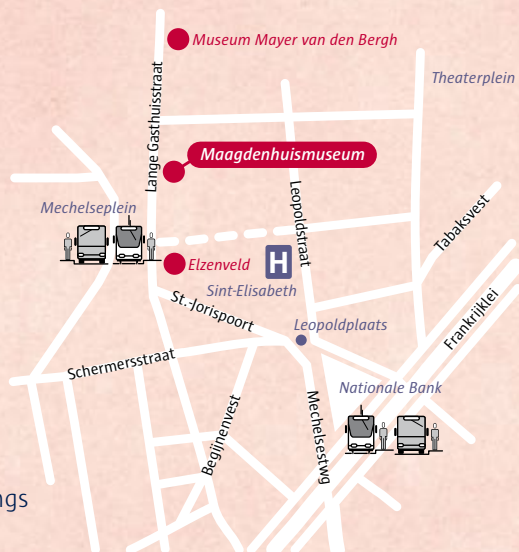 Museum Mayer van den Bergh
Theaterplein
Lange Gasthuisstraat
Maagdenhuismuseum
Leopoldstraat
Mechelseplein
Tabaksvest
H
Elzenveld
Sint-Elisabeth
St.-Jorispoort
Leopoldplaats
Frankrijklei
Schermersstraat
Nationale Bank
Mechelsestwg
Begijnenvest
ngs